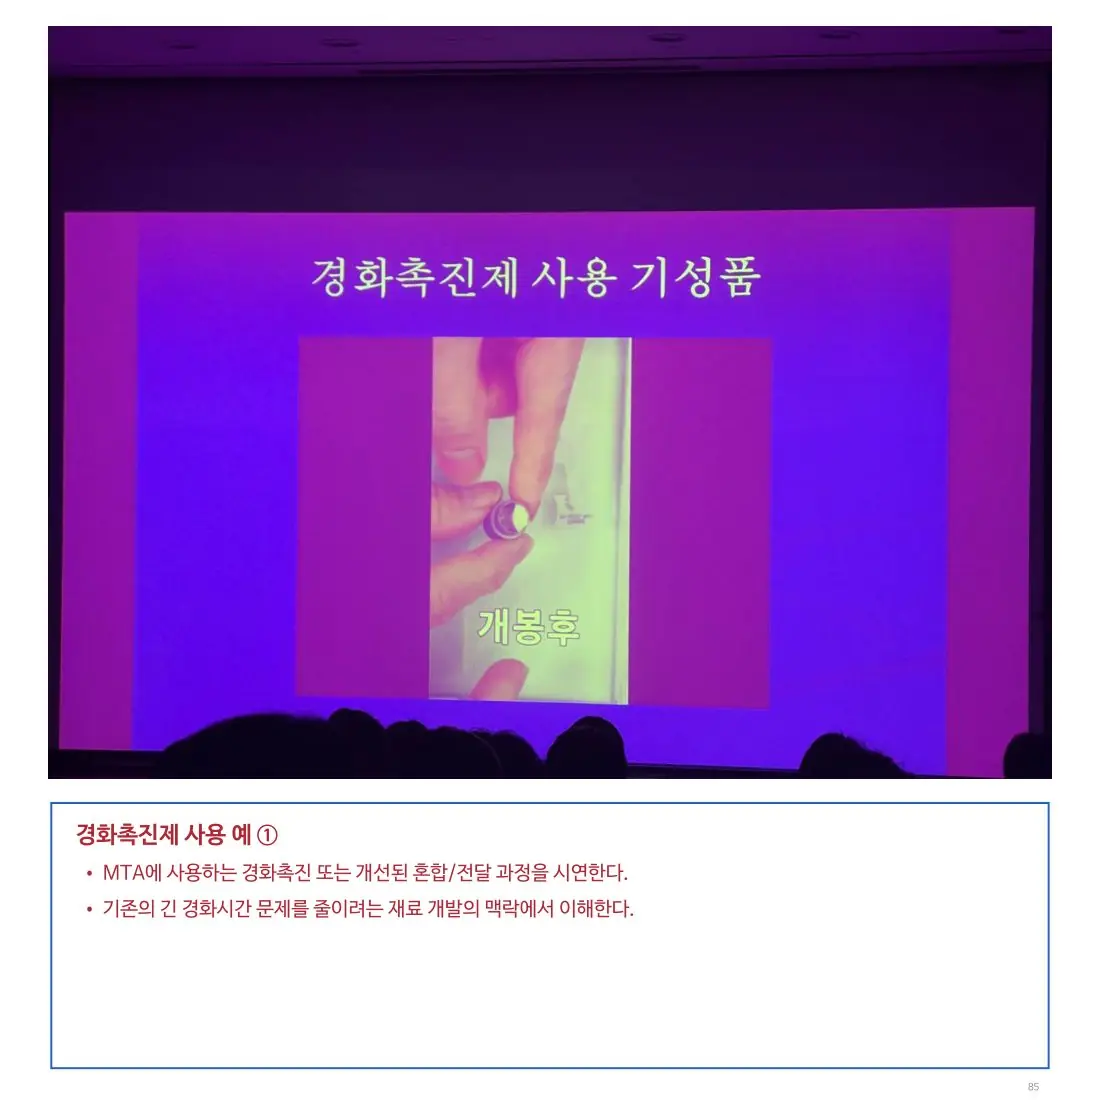 경화촉진제 사용 기성품
개봉후
경화촉진제 사용 예 ①
• MTA에 사용하는 경화촉진 또는 개선된 혼합/전달 과정을 시연한다.
• 기존의 긴 경화시간 문제를 줄이려는 재료 개발의 맥락에서 이해한다.
85